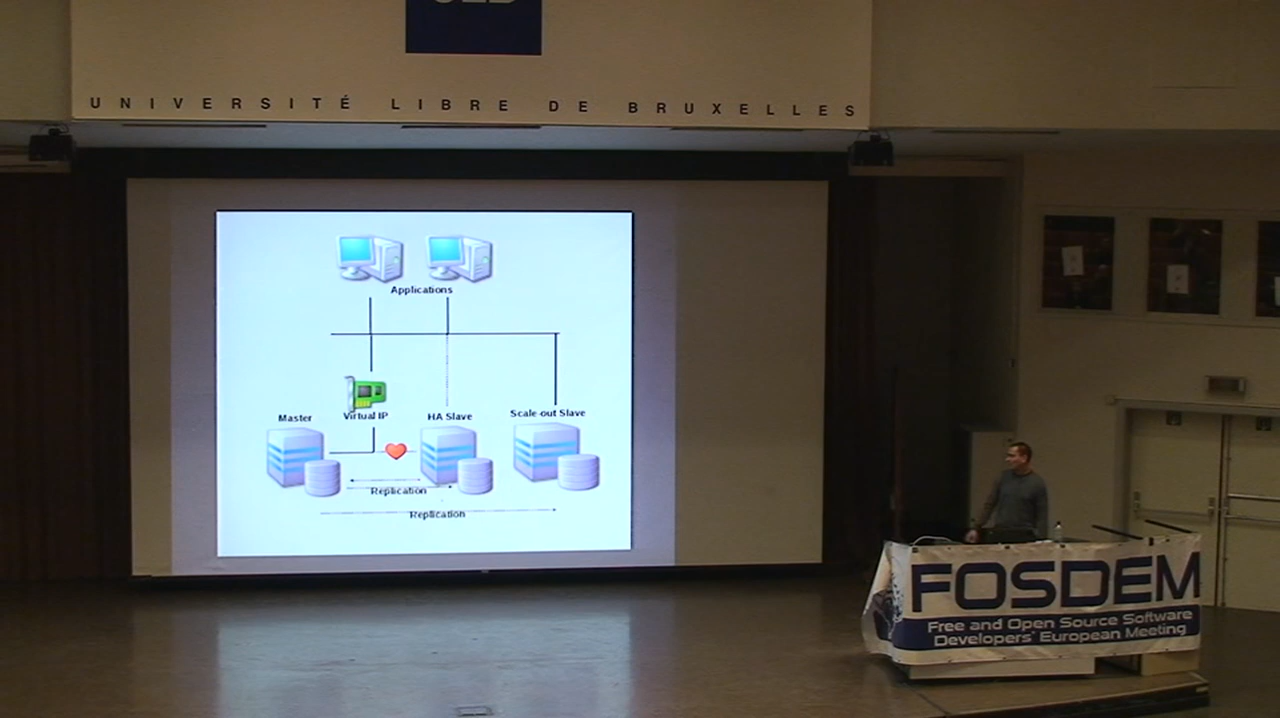 UNIVERSITÉ LIBRE DE BRUXELLES
Applications
Master
Virtual IP
HA Slave
Scale-out Slave
Replication
Replication
FOSDEM
Free and Open Source Software
Developers' European Meeting